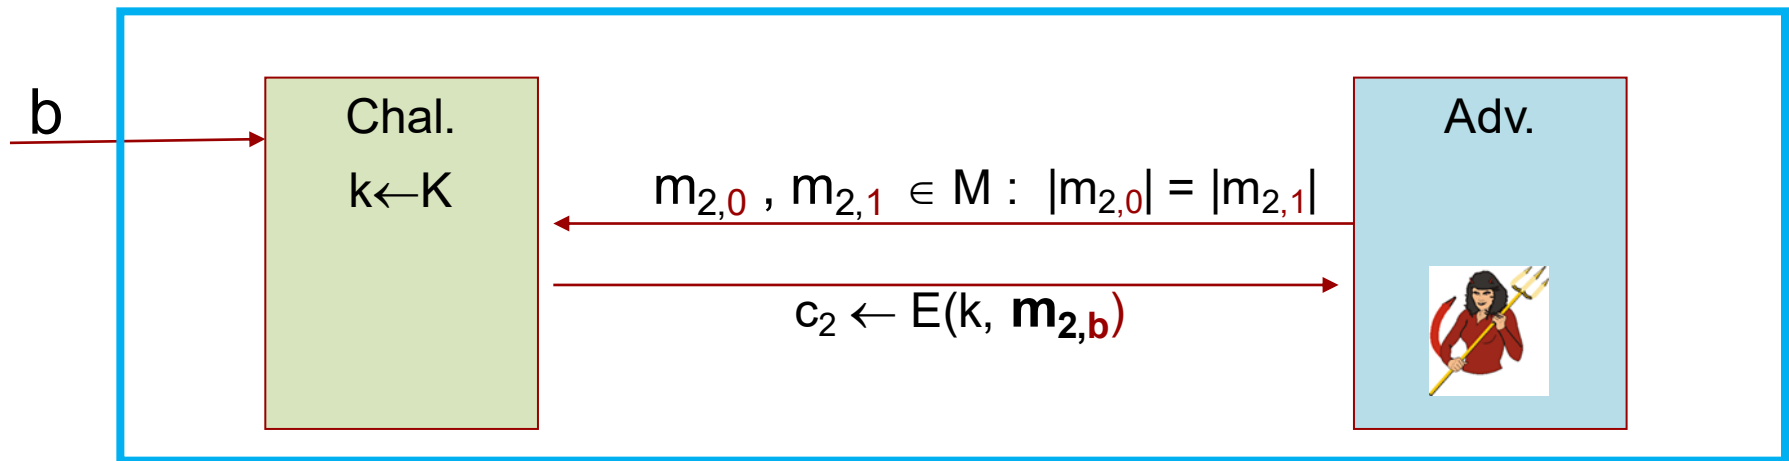 b
Chal.
k←K
Adv.
m₂,₀ , m₂,₁ ∈ M : |m₂,₀| = |m₂,₁|
c₂ ← E(k, m₂,b)